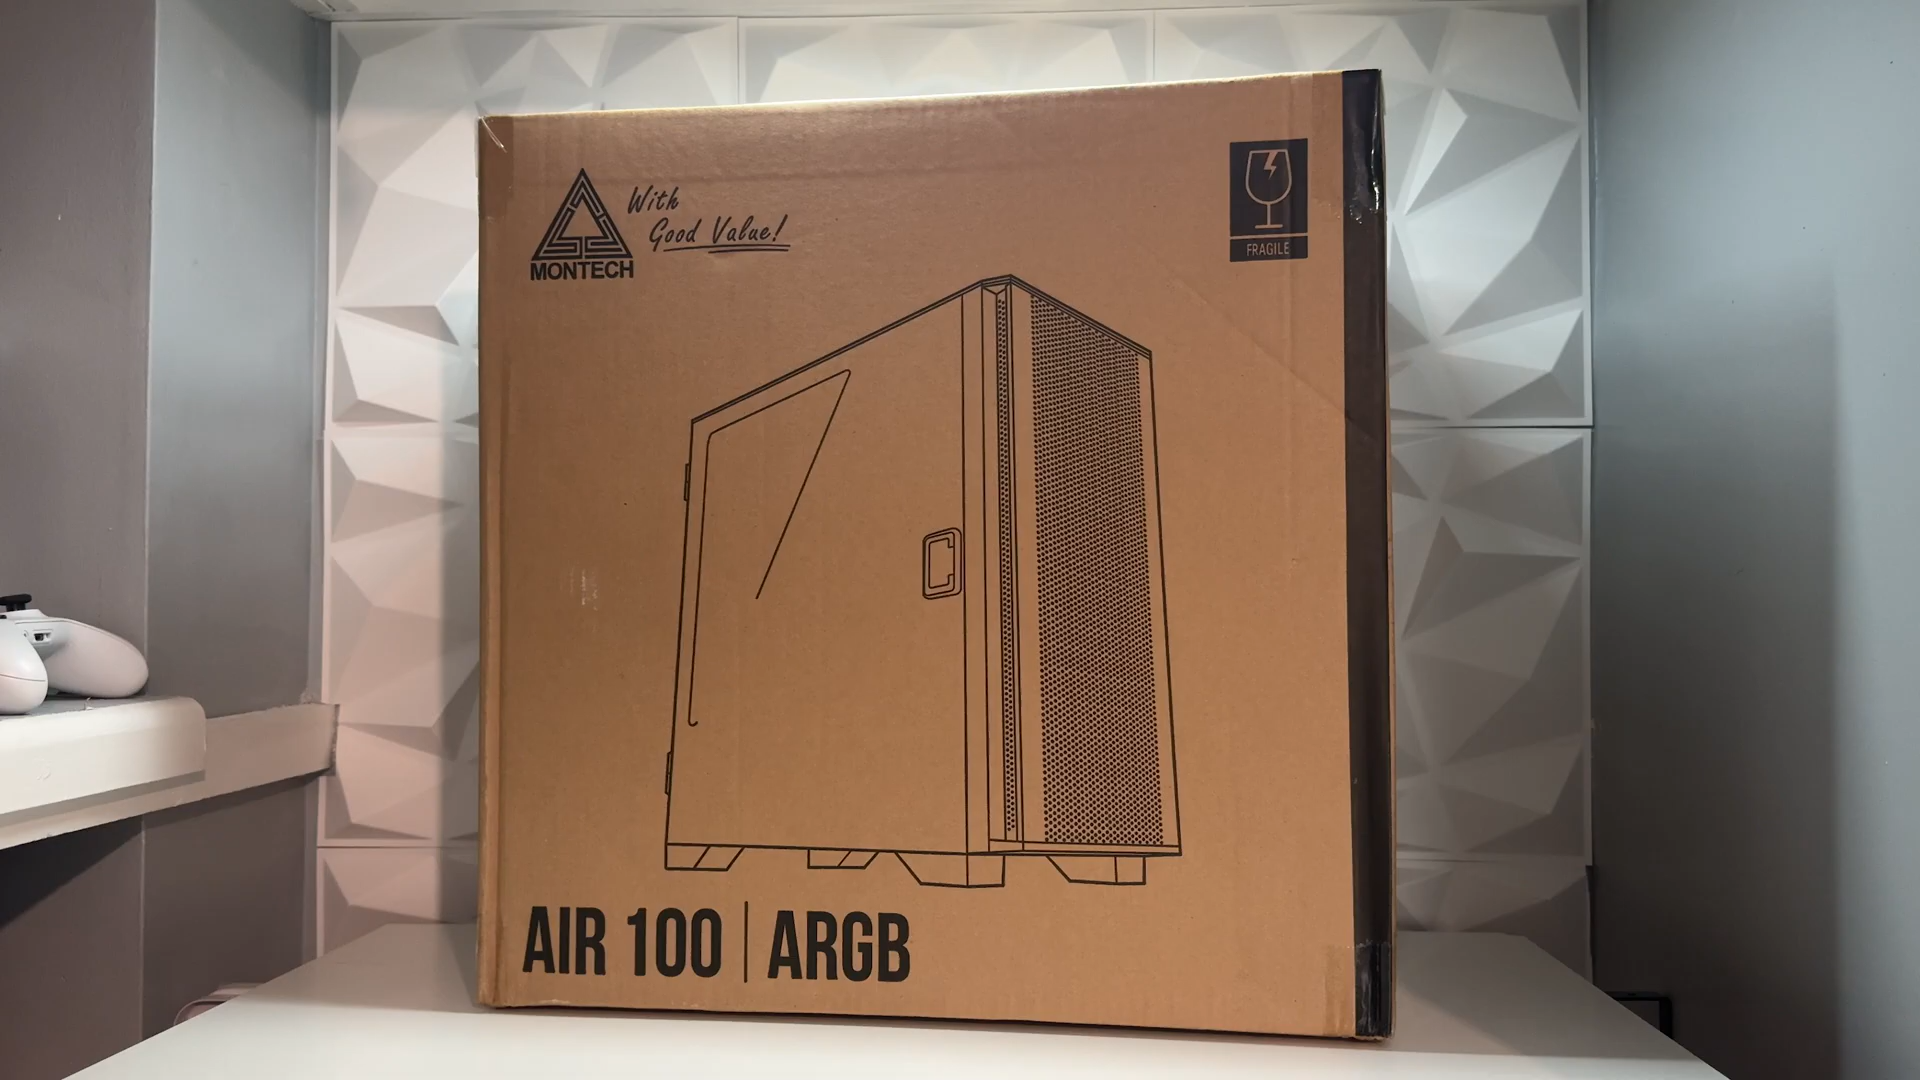 With
Good Value!
MONTECH
FRAGILE
AIR 100 | ARGB